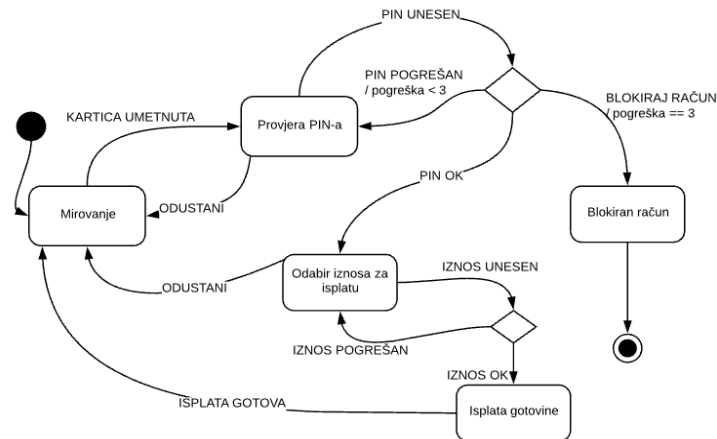 PIN UNESEN
PIN POGREŠAN
/ pogreška < 3
BLOKIRAJ RAČUN
/ pogreška == 3
KARTICA UMETNUTA
Provjera PIN-a
PIN OK
ODUSTANI
Mirovanje
Blokiran račun
Odabir iznosa za
isplatu
IZNOS UNESEN
ODUSTANI
IZNOS POGREŠAN
IZNOS OK
ISPLATA GOTOVA
Isplata gotovine